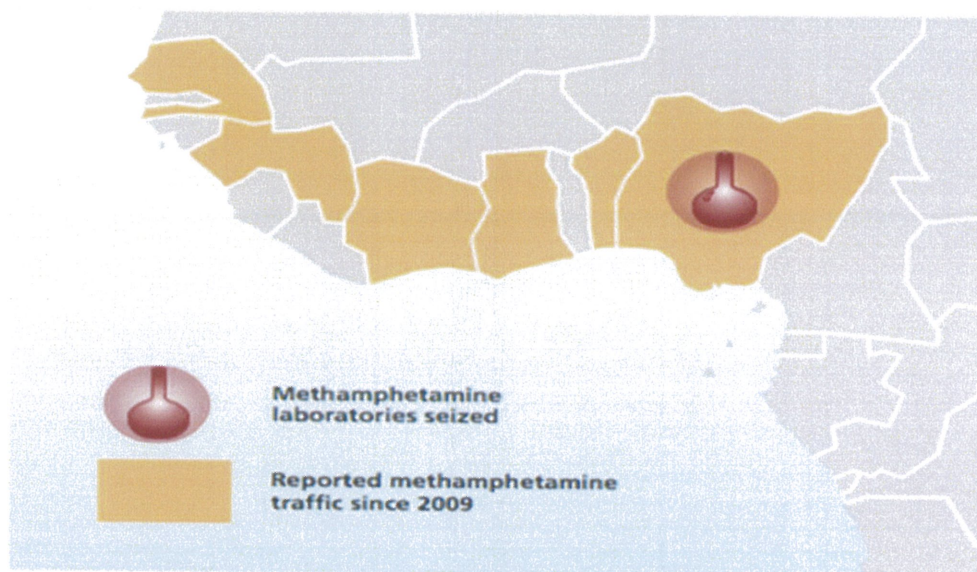 Methamphetamine
laboratories seized
Reported methamphetamine
traffic since 2009